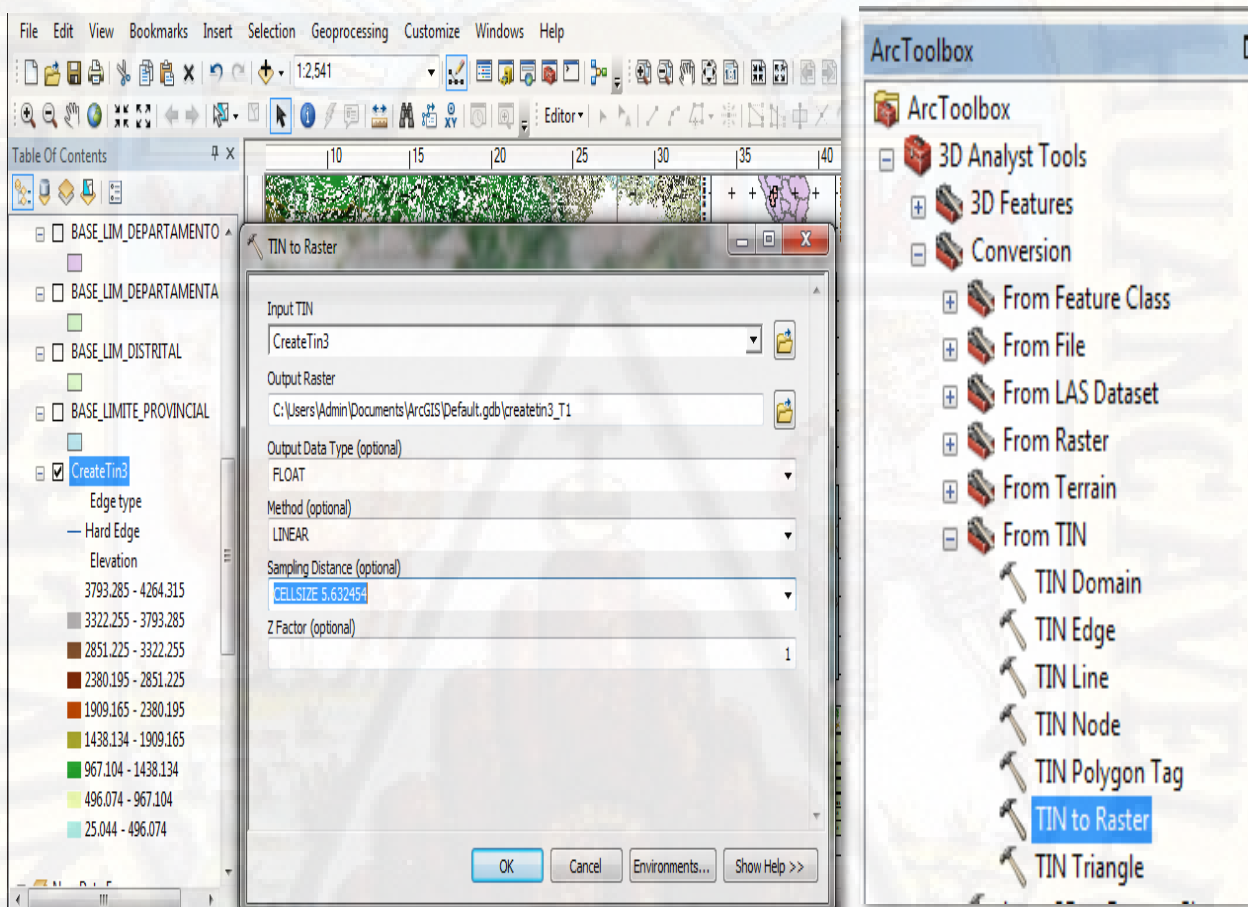 File Edit View Bookmarks Insert Selection Geoprocessing Customize Windows Help
1:2,541
Editor
Table Of Contents
10 15 20 25 30 35 40
BASE_LIM_DEPARTAMENTO
BASE_LIM_DEPARTAMENTA
BASE_LIM_DISTRITAL
BASE_LIMITE_PROVINCIAL
CreateTin3
Edge type
Hard Edge
Elevation
3793.285 - 4264.315
3322.255 - 3793.285
2851.225 - 3322.255
2380.195 - 2851.225
1909.165 - 2380.195
1438.134 - 1909.165
967.104 - 1438.134
496.074 - 967.104
25.044 - 496.074
TIN to Raster
Input TIN
CreateTin3
Output Raster
C:\Users\Admin\Documents\ArcGIS\Default.gdb\createtin3_T1
Output Data Type (optional)
FLOAT
Method (optional)
LINEAR
Sampling Distance (optional)
CELLSIZE 5.632454
Z Factor (optional)
1
OK Cancel Environments... Show Help >>
ArcToolbox
ArcToolbox
3D Analyst Tools
3D Features
Conversion
From Feature Class
From File
From LAS Dataset
From Raster
From Terrain
From TIN
TIN Domain
TIN Edge
TIN Line
TIN Node
TIN Polygon Tag
TIN to Raster
TIN Triangle